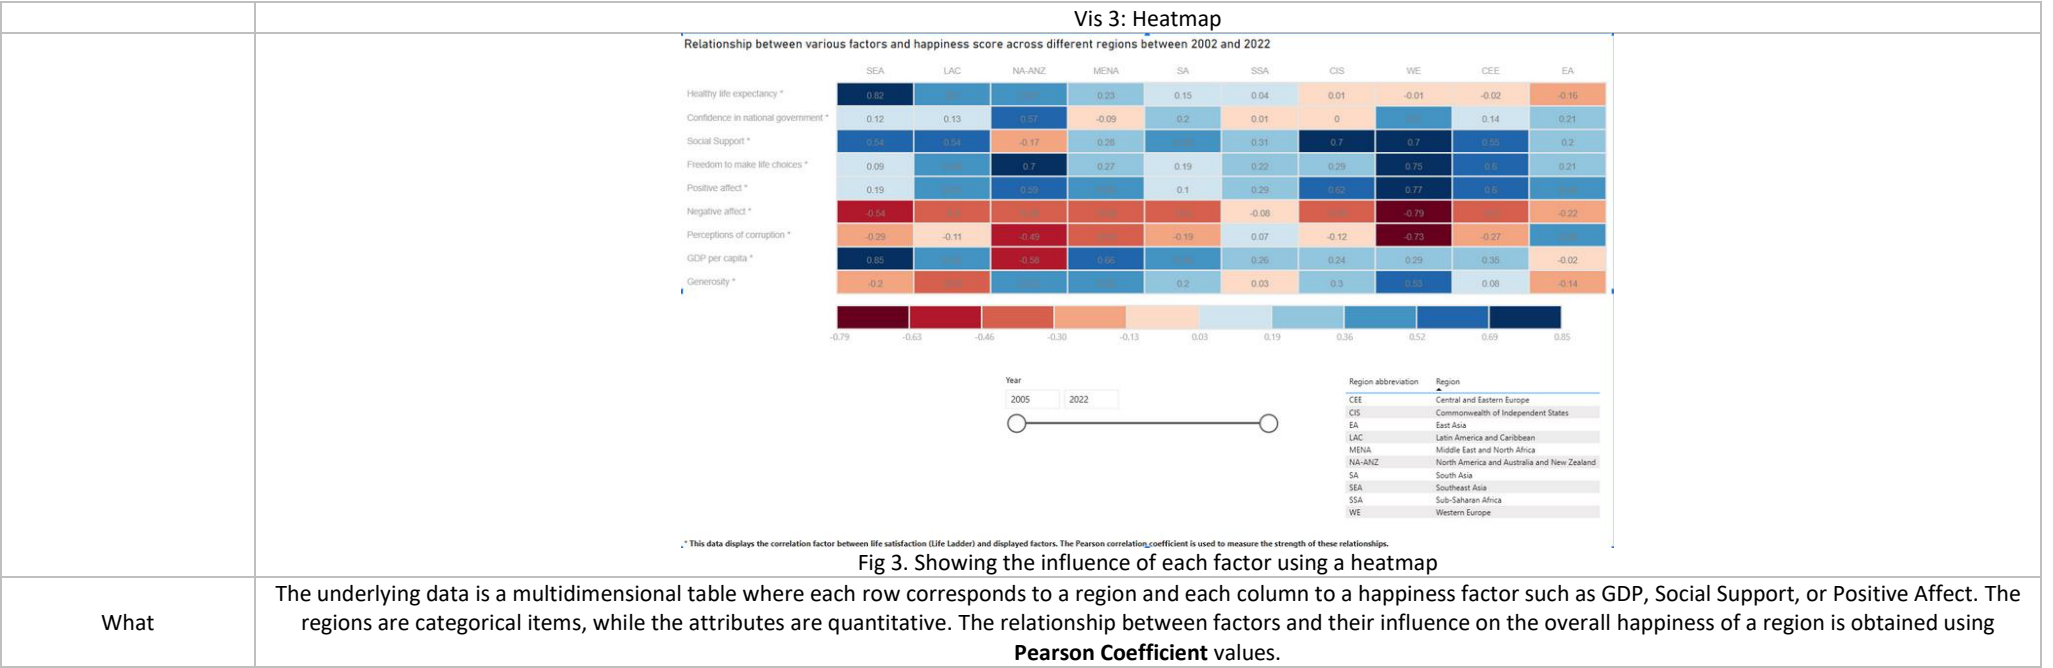 Vis 3: Heatmap
Relationship between various factors and happiness score across different regions between 2002 and 2022
SEA LAC NA-ANZ MENA SA SSA CIS WE CEE EA
Healthy life expectancy * 0.82 0.23 0.15 0.04 0.01 -0.01 -0.02 -0.16
Confidence in national government * 0.12 0.13 0.57 -0.09 0.2 0.01 0 0.14 0.21
Social Support * 0.54 0.54 -0.17 0.28 0.31 0.7 0.7 0.55 0.2
Freedom to make life choices * 0.09 0.7 0.27 0.19 0.22 0.29 0.75 0.6 0.21
Positive affect * 0.19 0.59 0.1 0.29 0.62 0.77 0.6
Negative affect * -0.54 -0.08 -0.79 -0.22
Perceptions of corruption * -0.29 -0.11 -0.49 -0.19 0.07 -0.12 -0.73 -0.27
GDP per capita * 0.85 -0.56 0.66 0.26 0.24 0.29 0.35 -0.02
Generosity * -0.2 0.2 0.03 0.3 0.53 0.08 -0.14
-0.79 -0.63 -0.46 -0.30 -0.13 0.03 0.19 0.36 0.52 0.69 0.85
Year
2005 2022
Region abbreviation Region
CEE Central and Eastern Europe
CIS Commonwealth of Independent States
EA East Asia
LAC Latin America and Caribbean
MENA Middle East and North Africa
NA-ANZ North America and Australia and New Zealand
SA South Asia
SEA Southeast Asia
SSA Sub-Saharan Africa
WE Western Europe
* This data displays the correlation factor between life satisfaction (Life Ladder) and displayed factors. The Pearson correlation coefficient is used to measure the strength of these relationships.
Fig 3. Showing the influence of each factor using a heatmap
What
The underlying data is a multidimensional table where each row corresponds to a region and each column to a happiness factor such as GDP, Social Support, or Positive Affect. The
regions are categorical items, while the attributes are quantitative. The relationship between factors and their influence on the overall happiness of a region is obtained using
Pearson Coefficient values.